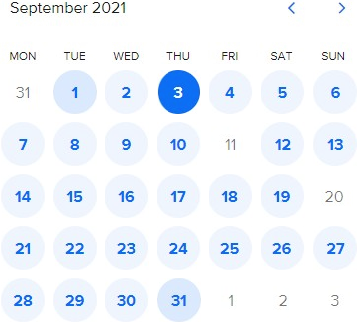 September 2021
MON TUE WED THU FRI SAT SUN
31 1 2 3 4 5 6
7 8 9 10 11 12 13
14 15 16 17 18 19 20
21 22 23 24 25 26 27
28 29 30 31 1 2 3